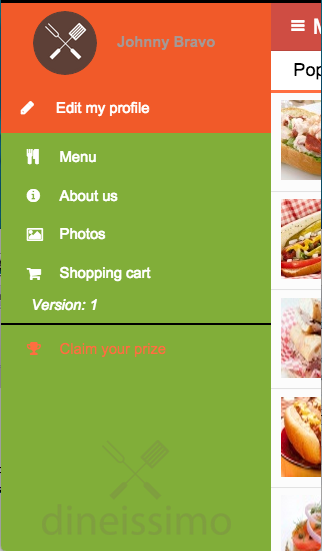 Johnny Bravo
Edit my profile
Menu
About us
Photos
Shopping cart
Version: 1
Claim your prize
dineissimo
M
Pop